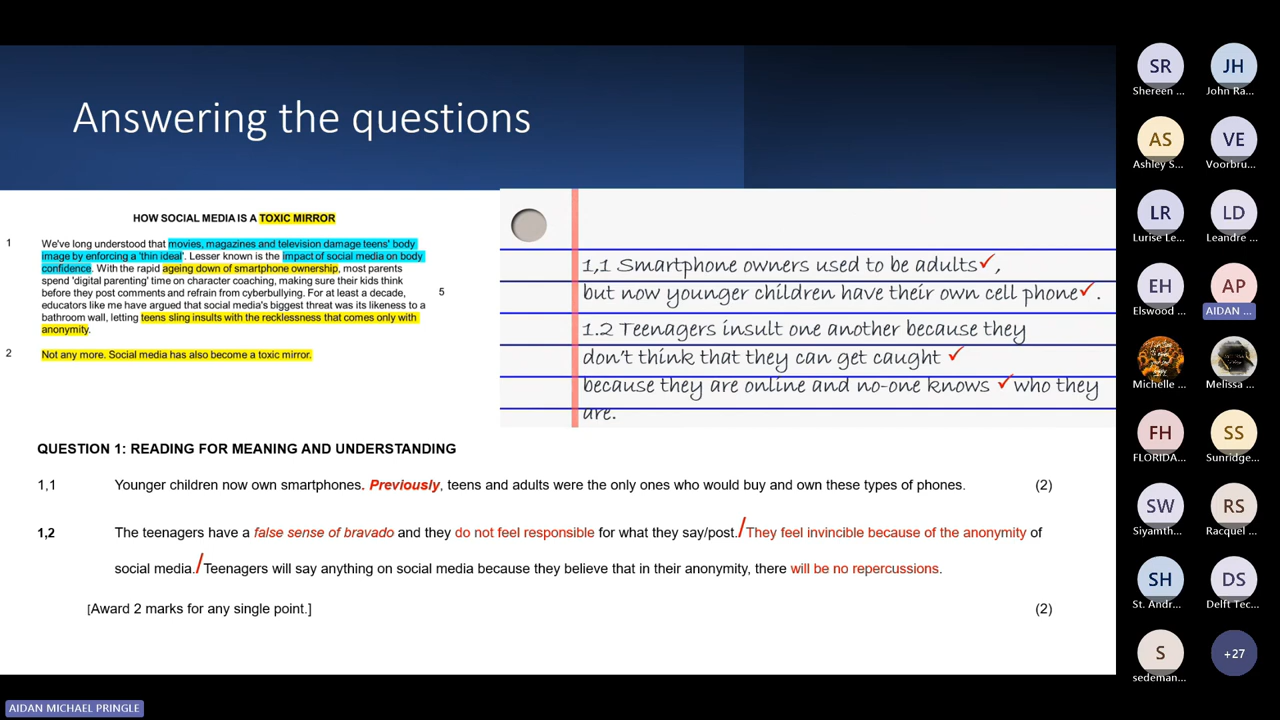 Answering the questions
HOW SOCIAL MEDIA IS A TOXIC MIRROR
1
We've long understood that movies, magazines and television damage teens' body
image by enforcing a 'thin ideal'. Lesser known is the impact of social media on body
confidence. With the rapid ageing down of smartphone ownership, most parents
spend 'digital parenting' time on character coaching, making sure their kids think
before they post comments and refrain from cyberbullying. For at least a decade,
5
educators like me have argued that social media's biggest threat was its likeness to a
bathroom wall, letting teens sling insults with the recklessness that comes only with
anonymity.
2
Not any more. Social media has also become a toxic mirror.
1,1 Smartphone owners used to be adults✓,
but now younger children have their own cell phone✓.
1.2 Teenagers insult one another because they
don't think that they can get caught ✓
because they are online and no-one knows ✓who they
are.
QUESTION 1: READING FOR MEANING AND UNDERSTANDING
1,1 Younger children now own smartphones. Previously, teens and adults were the only ones who would buy and own these types of phones. (2)
1,2 The teenagers have a false sense of bravado and they do not feel responsible for what they say/post./They feel invincible because of the anonymity of
social media./Teenagers will say anything on social media because they believe that in their anonymity, there will be no repercussions.
[Award 2 marks for any single point.] (2)
SR
Shereen ...
JH
John Ra...
AS
Ashley S...
VE
Voorbru...
LR
Lurise Le...
LD
Leandre ...
EH
Elswood ...
AP
AIDAN ...
Michelle ...
Melissa ...
FH
FLORIDA...
SS
Sunridge...
SW
Siyamth...
RS
Racquel ...
SH
St. Andr...
DS
Delft Tec...
S
sedeman...
+27
AIDAN MICHAEL PRINGLE